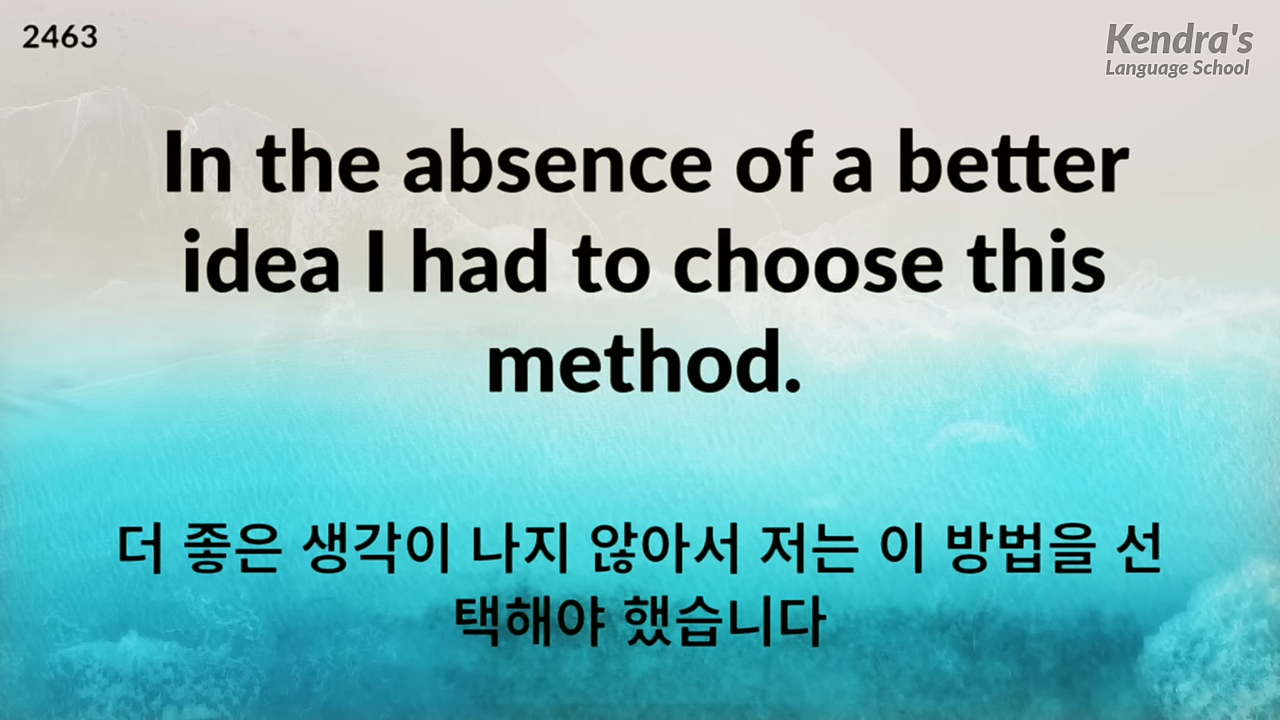 2463
Kendra's
Language School
In the absence of a better
idea I had to choose this
method.
더 좋은 생각이 나지 않아서 저는 이 방법을 선
택해야 했습니다